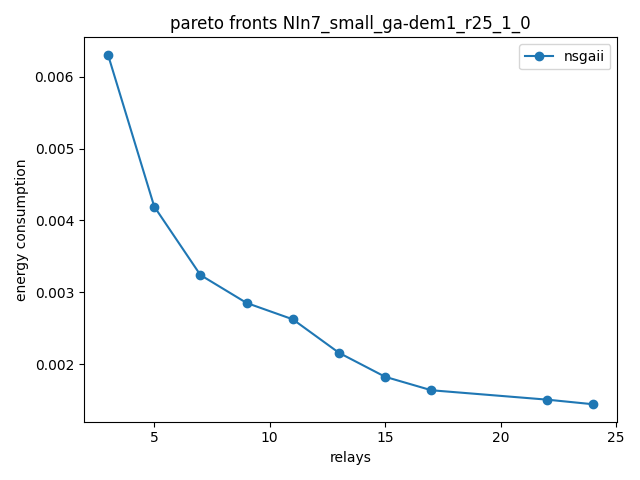 pareto fronts NIn7_small_ga-dem1_r25_1_0
nsgaii
0.006
0.005
0.004
0.003
0.002
energy consumption
5
10
15
20
25
relays